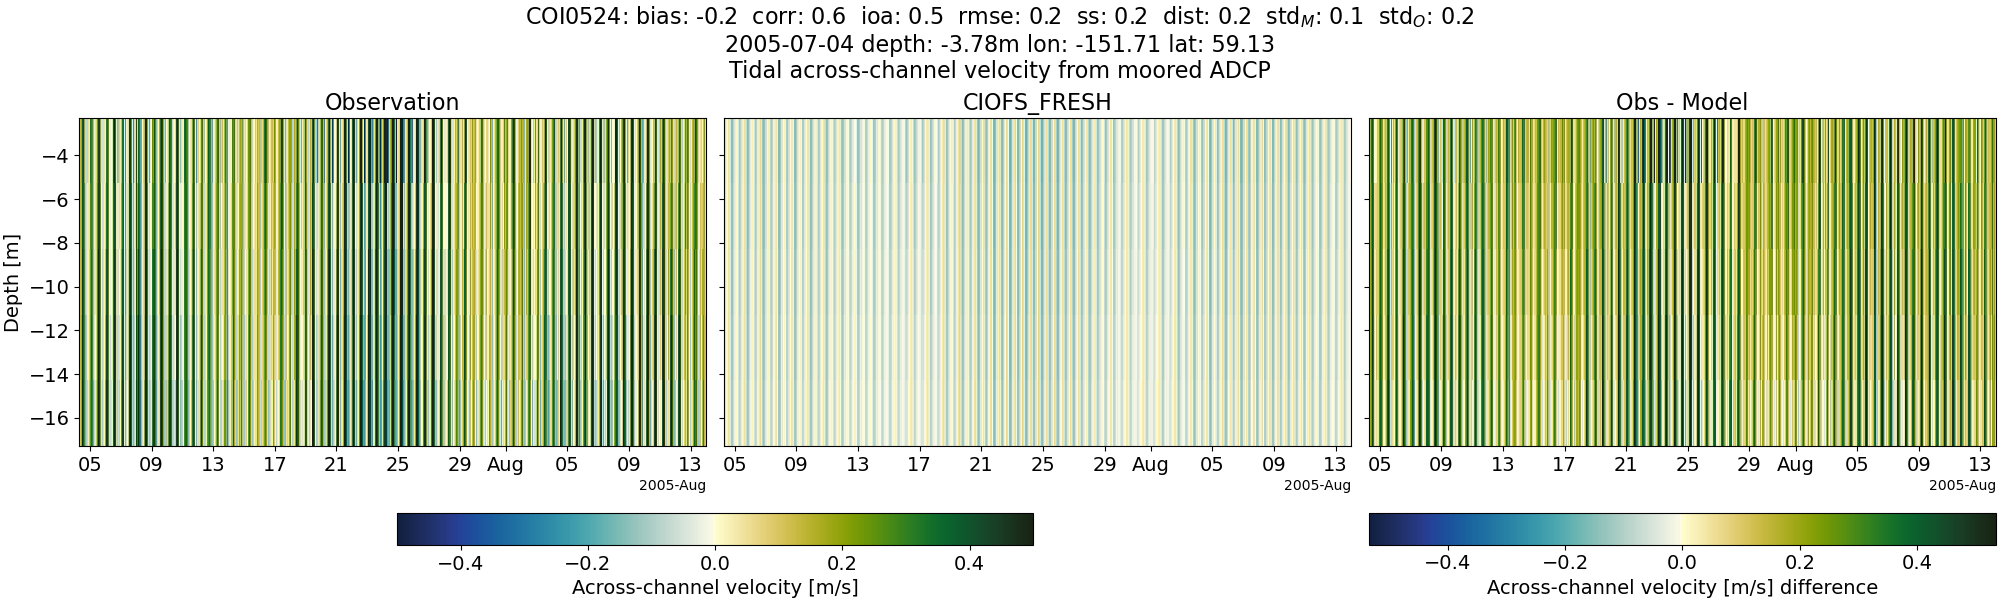 COI0524: bias: -0.2 corr: 0.6 ioa: 0.5 rmse: 0.2 ss: 0.2 dist: 0.2 std_M: 0.1 std_O: 0.2
2005-07-04 depth: -3.78m lon: -151.71 lat: 59.13
Tidal across-channel velocity from moored ADCP
Observation CIOFS_FRESH Obs - Model
Depth [m]
−4
−6
−8
−10
−12
−14
−16
05 09 13 17 21 25 29 Aug 05 09 13 05 09 13 17 21 25 29 Aug 05 09 13 05 09 13 17 21 25 29 Aug 05 09 13
2005-Aug 2005-Aug 2005-Aug
−0.4 −0.2 0.0 0.2 0.4 −0.4 −0.2 0.0 0.2 0.4
Across-channel velocity [m/s] Across-channel velocity [m/s] difference